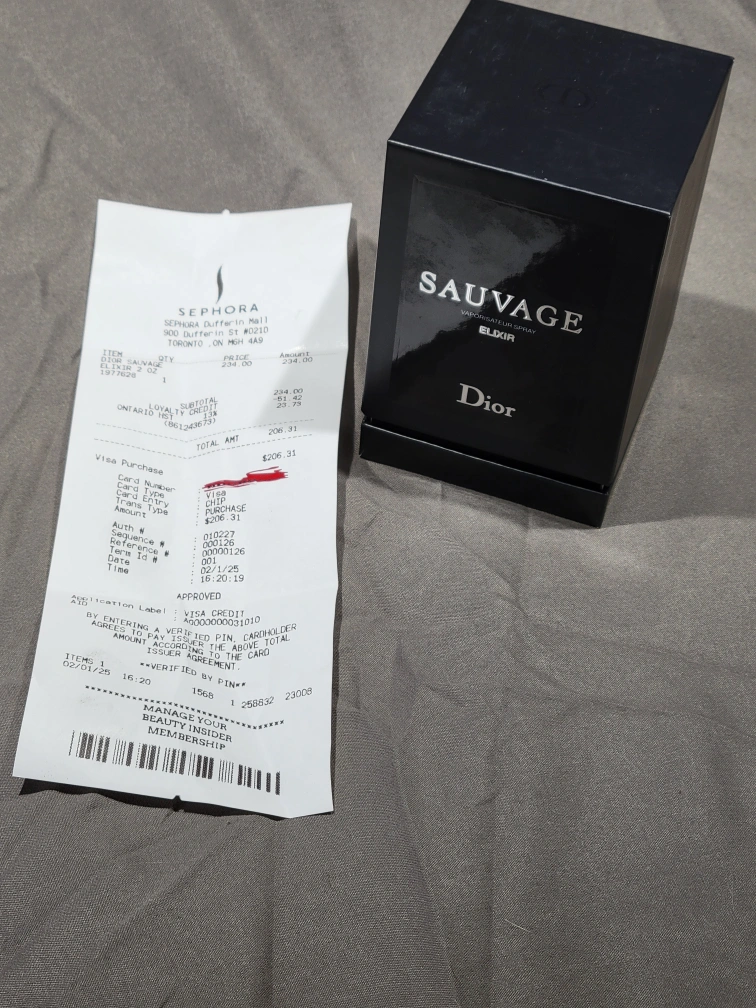 SEPHORA
SEPHORA Dufferin Mall
900 Dufferin St #0210
TORONTO ,ON M6H 4A9
ITEM QTY PRICE Amount
DIOR SAUVAGE 234.00 234.00
ELIXIR 2 OZ
1977628 1
SUBTOTAL 234.00
LOYALTY CREDIT -51.42
ONTARIO HST 13% 23.73
(861243673)
TOTAL AMT 206.31
Visa Purchase $206.31
Card Number :
Card Type : Visa
Card Entry : CHIP
Trans Type : PURCHASE
Amount : $206.31
Auth # : 010227
Sequence # : 000126
Reference # : 00000126
Term Id # : 001
Date : 02/1/25
Time : 16:20:19
APPROVED
Application Label : VISA CREDIT
AID : A0000000031010
BY ENTERING A VERIFIED PIN, CARDHOLDER
AGREES TO PAY ISSUER THE ABOVE TOTAL
AMOUNT ACCORDING TO THE CARD
ISSUER AGREEMENT.
**VERIFIED BY PIN**
ITEMS 1
02/01/25 16:20 1568 1 258832 23008
MANAGE YOUR
BEAUTY INSIDER
MEMBERSHIP
SAUVAGE
VAPORISATEUR SPRAY
ELIXIR
Dior
CD